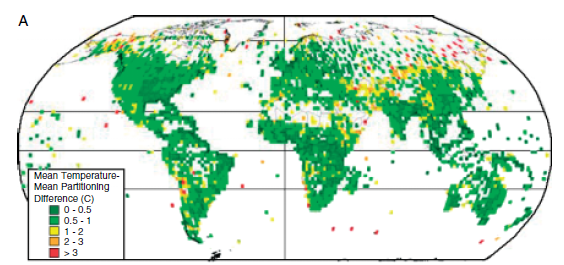 A
Mean Temperature-
Mean Partitioning
Difference (C)
0 - 0.5
0.5 - 1
1 - 2
2 - 3
> 3